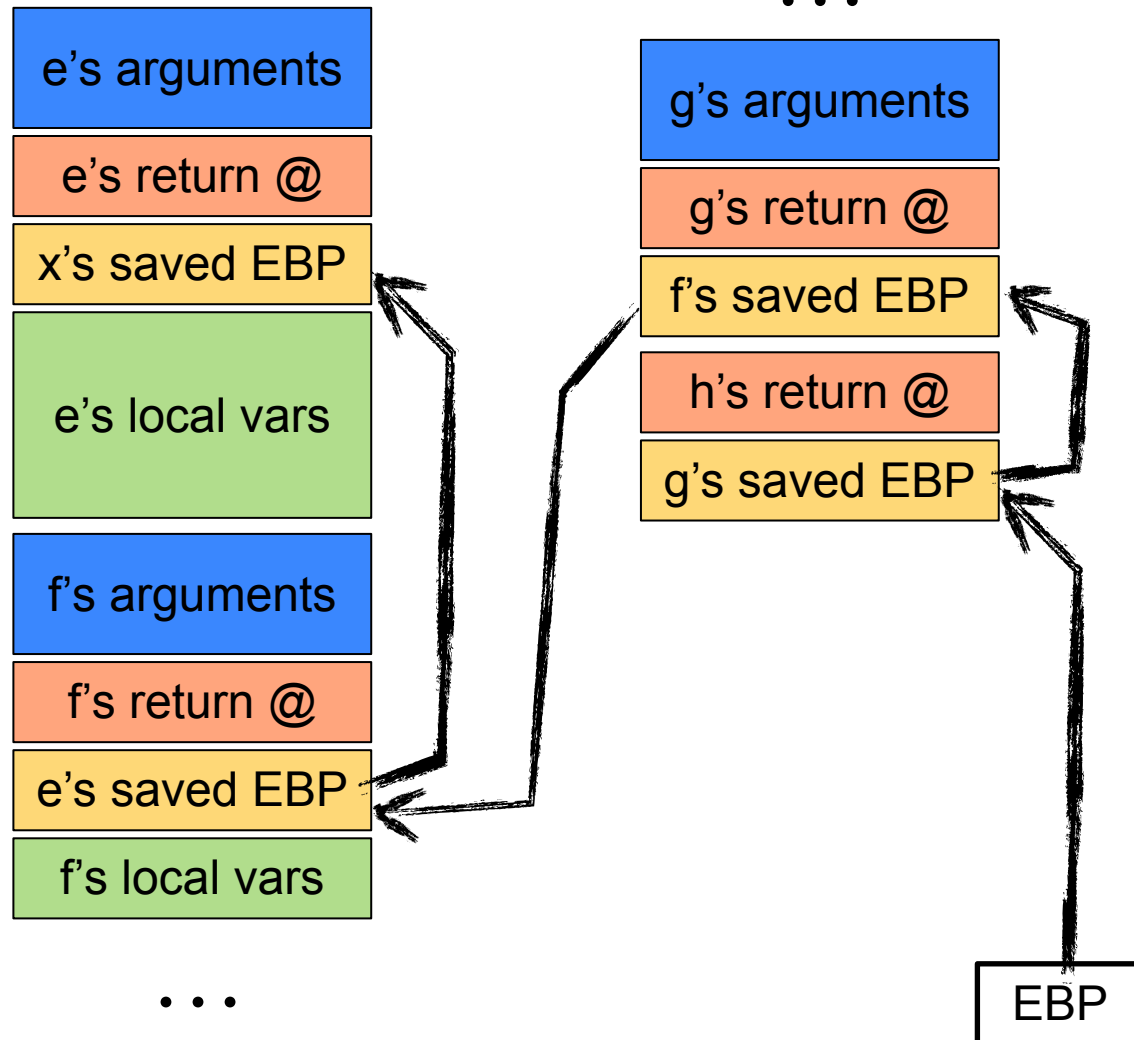 e’s arguments
e’s return @
x’s saved EBP
e’s local vars
f’s arguments
f’s return @
e’s saved EBP
f’s local vars
...
...
g’s arguments
g’s return @
f’s saved EBP
h’s return @
g’s saved EBP
EBP